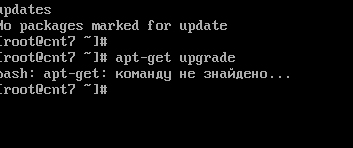 updates
No packages marked for update
[root@cnt7 ~]#
[root@cnt7 ~]# apt-get upgrade
bash: apt-get: команду не знайдено...
[root@cnt7 ~]#